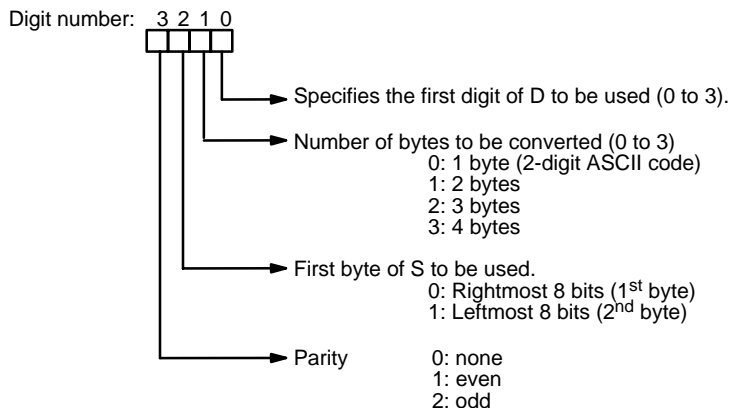 Digit number: 3 2 1 0
Specifies the first digit of D to be used (0 to 3).
Number of bytes to be converted (0 to 3)
0: 1 byte (2-digit ASCII code)
1: 2 bytes
2: 3 bytes
3: 4 bytes
First byte of S to be used.
0: Rightmost 8 bits (1st byte)
1: Leftmost 8 bits (2nd byte)
Parity 0: none
1: even
2: odd